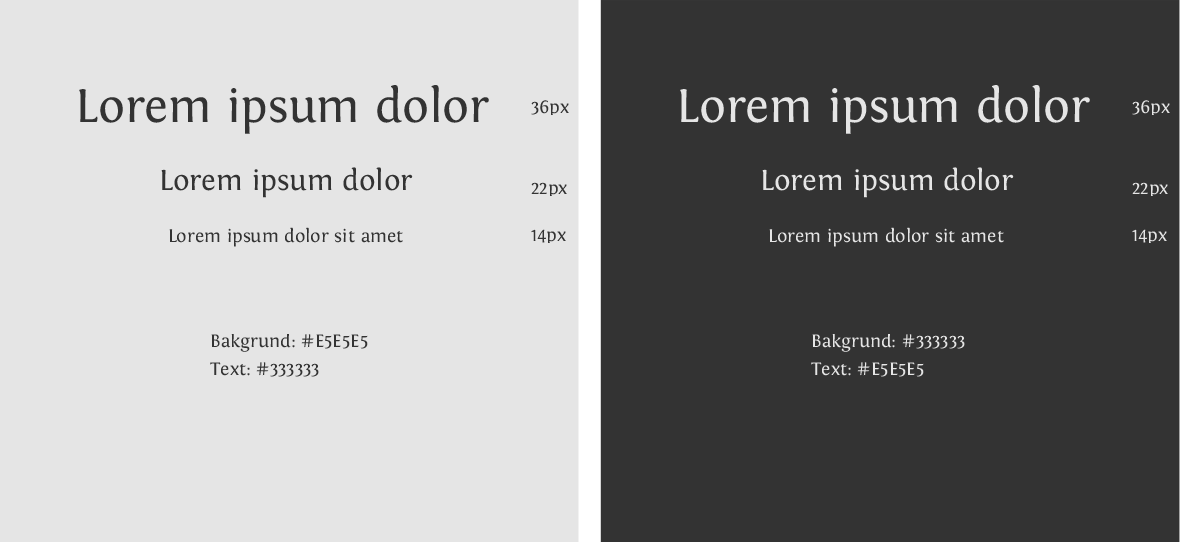 Lorem ipsum dolor 36px
Lorem ipsum dolor 22px
Lorem ipsum dolor sit amet 14px
Bakgrund: #E5E5E5
Text: #333333
Lorem ipsum dolor 36px
Lorem ipsum dolor 22px
Lorem ipsum dolor sit amet 14px
Bakgrund: #333333
Text: #E5E5E5